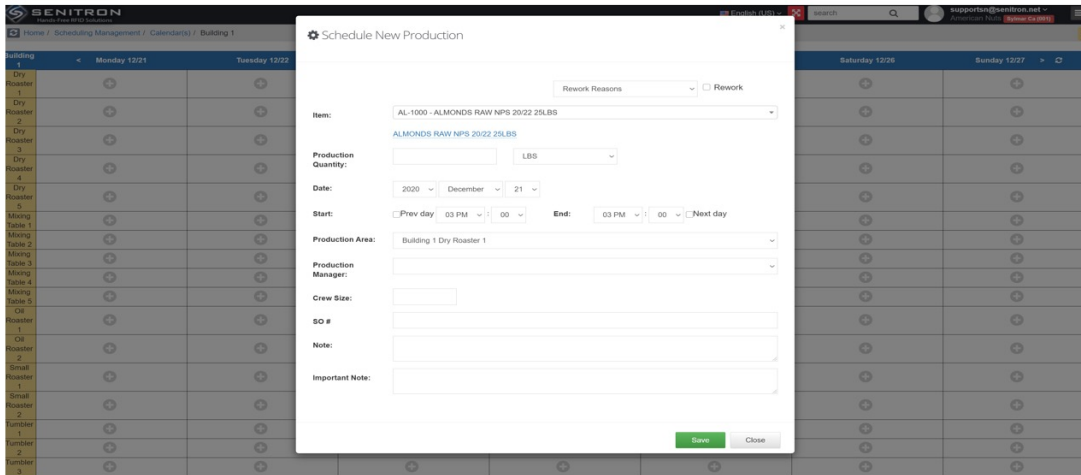 SENITRON
Hands-Free RFID Solutions
English (US)
search
supportsn@senitron.net
American Nuts Sylmar Ca (001)
Home / Scheduling Management / Calendar(s) / Building 1
Building 1
< Monday 12/21
Tuesday 12/22
Saturday 12/26
Sunday 12/27 >
Dry Roaster 1
Dry Roaster 2
Dry Roaster 3
Dry Roaster 4
Dry Roaster 5
Mixing Table 1
Mixing Table 2
Mixing Table 3
Mixing Table 4
Mixing Table 5
Oil Roaster 1
Oil Roaster 2
Small Roaster 1
Small Roaster 2
Tumbler 1
Tumbler 2
Tumbler 3
Schedule New Production
×
Rework Reasons Rework
Item: AL-1000 - ALMONDS RAW NPS 20/22 25LBS
ALMONDS RAW NPS 20/22 25LBS
Production Quantity: LBS
Date: 2020 December 21
Start: Prev day 03 PM : 00 End: 03 PM : 00 Next day
Production Area: Building 1 Dry Roaster 1
Production Manager:
Crew Size:
SO #
Note:
Important Note:
Save Close